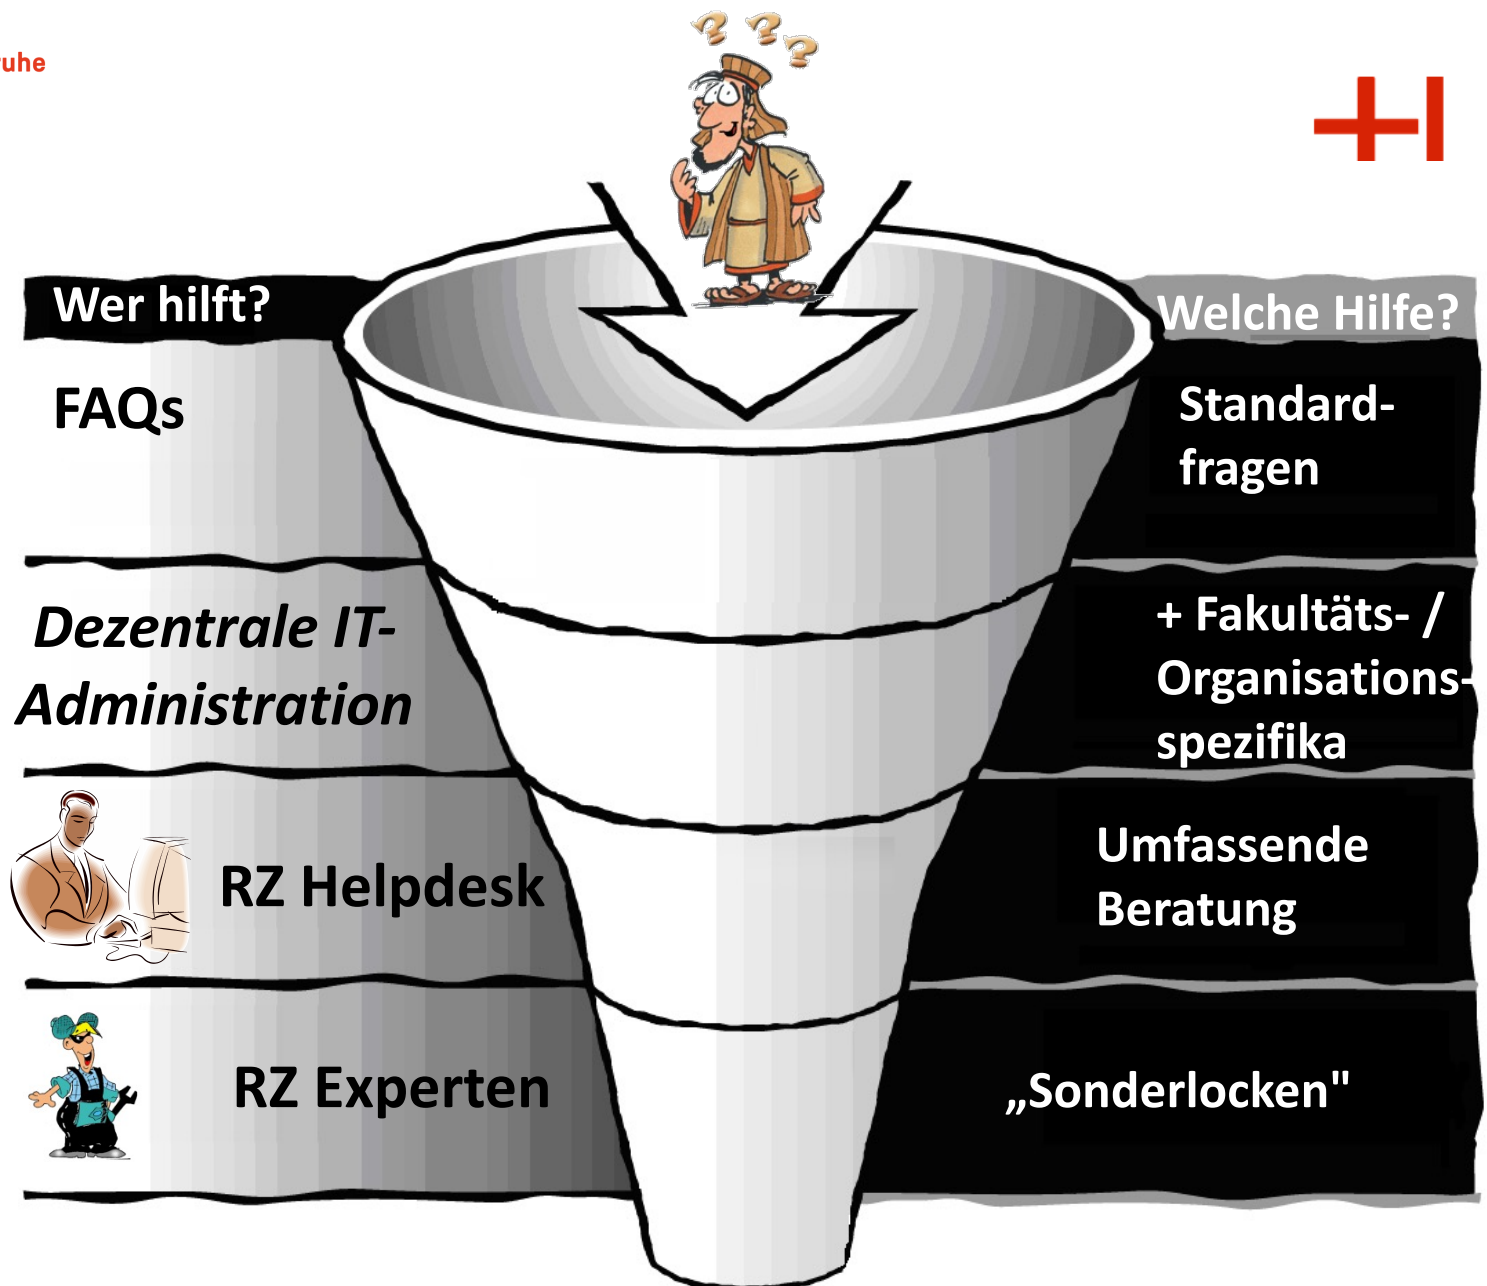 uhe
Wer hilft?
Welche Hilfe?
FAQs
Standard-
fragen
Dezentrale IT-
Administration
+ Fakultäts- /
Organisations-
spezifika
RZ Helpdesk
Umfassende
Beratung
RZ Experten
„Sonderlocken"
? ? ?